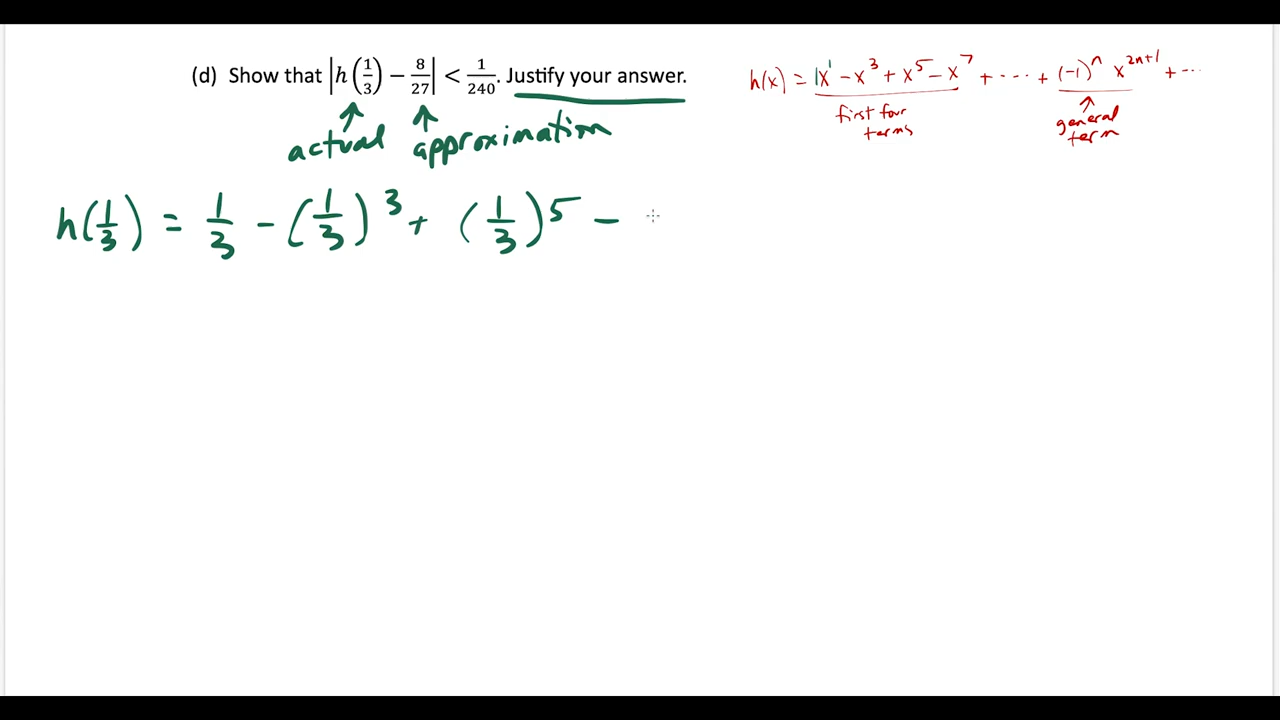 (d) Show that |h(1/3) − 8/27| < 1/240. Justify your answer.
h(x) = x¹ − x³ + x⁵ − x⁷ + ··· + (−1)ⁿ x²ⁿ⁺¹ + ···
first four
terms
general
term
actual
approximation
h(1/3) = 1/3 − (1/3)³ + (1/3)⁵ −